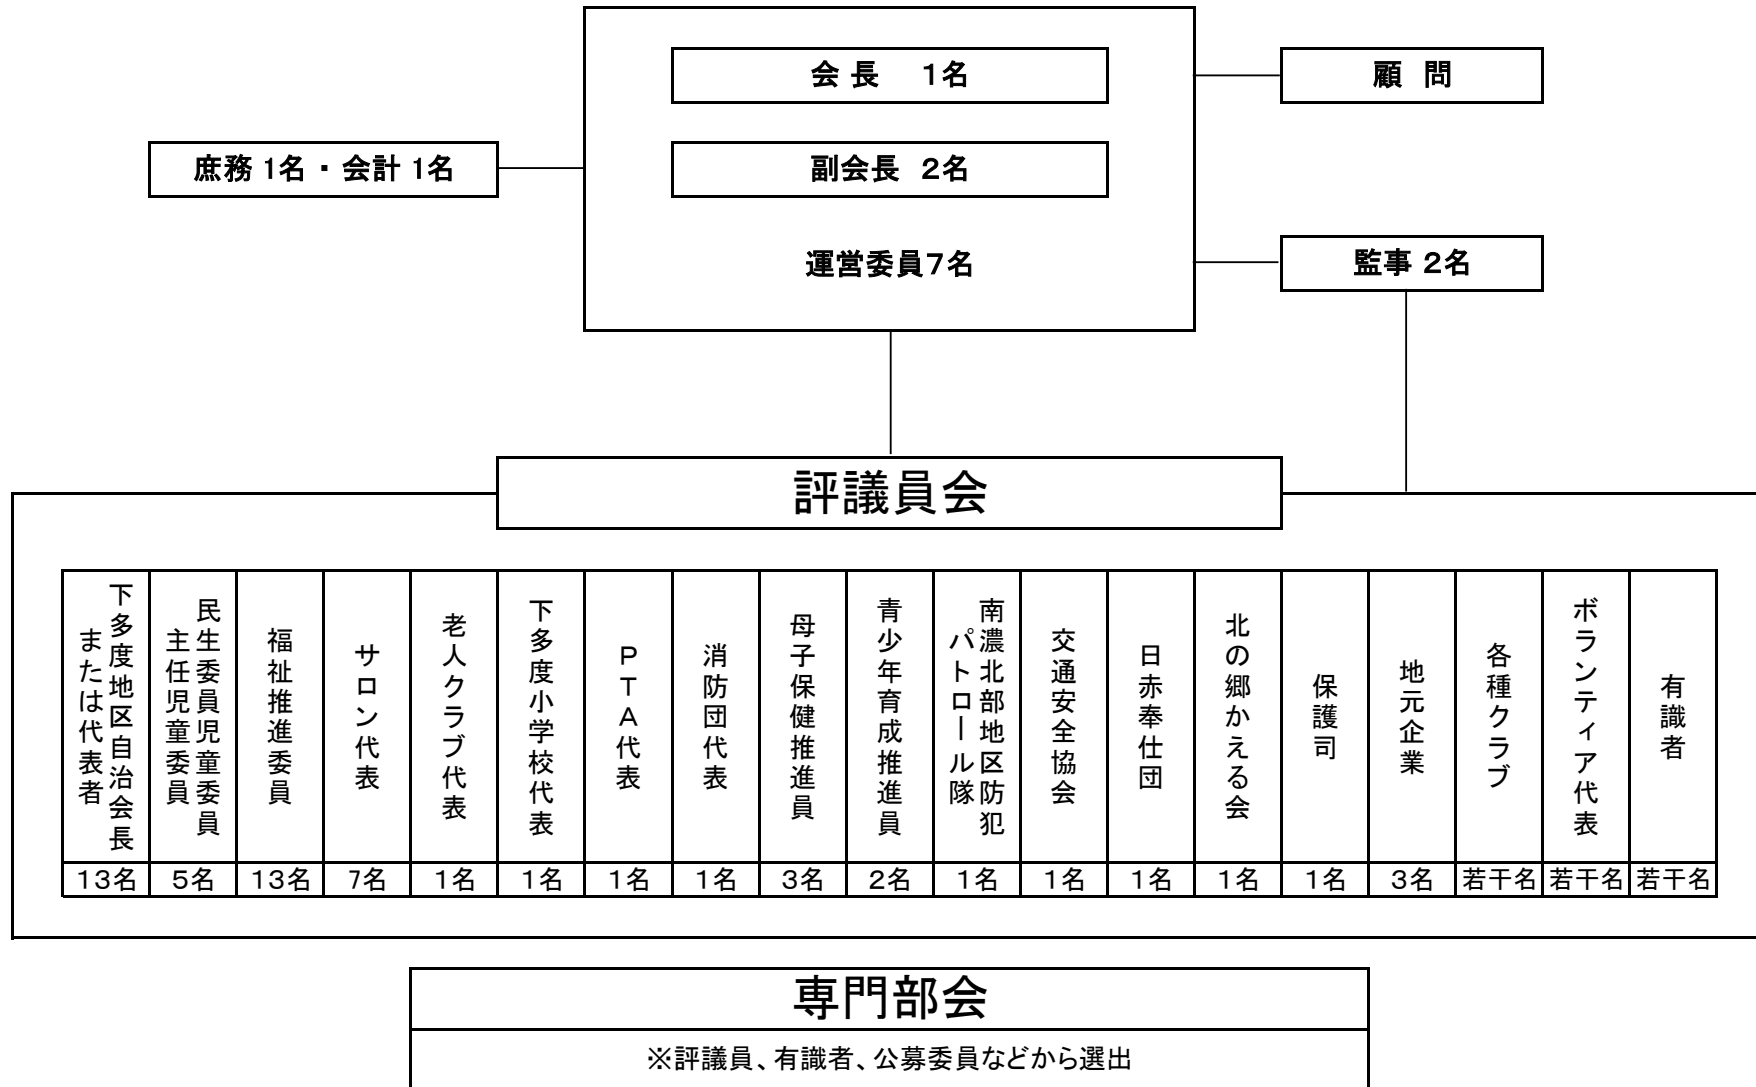 会 長　1名
顧 問
庶務 1名 ・ 会計 1名
副会長 2名
運営委員7名
監事 2名
評議員会
下多度地区自治会長
または代表者
民生委員児童委員
主任児童委員
福祉推進委員
サロン代表
老人クラブ代表
下多度小学校代表
PTA代表
消防団代表
母子保健推進員
青少年育成推進員
南濃北部地区防犯
パトロール隊
交通安全協会
日赤奉仕団
北の郷かえる会
保護司
地元企業
各種クラブ
ボランティア代表
有識者
13名 5名 13名 7名 1名 1名 1名 1名 3名 2名 1名 1名 1名 1名 1名 3名 若干名 若干名 若干名
専門部会
※評議員、有識者、公募委員などから選出